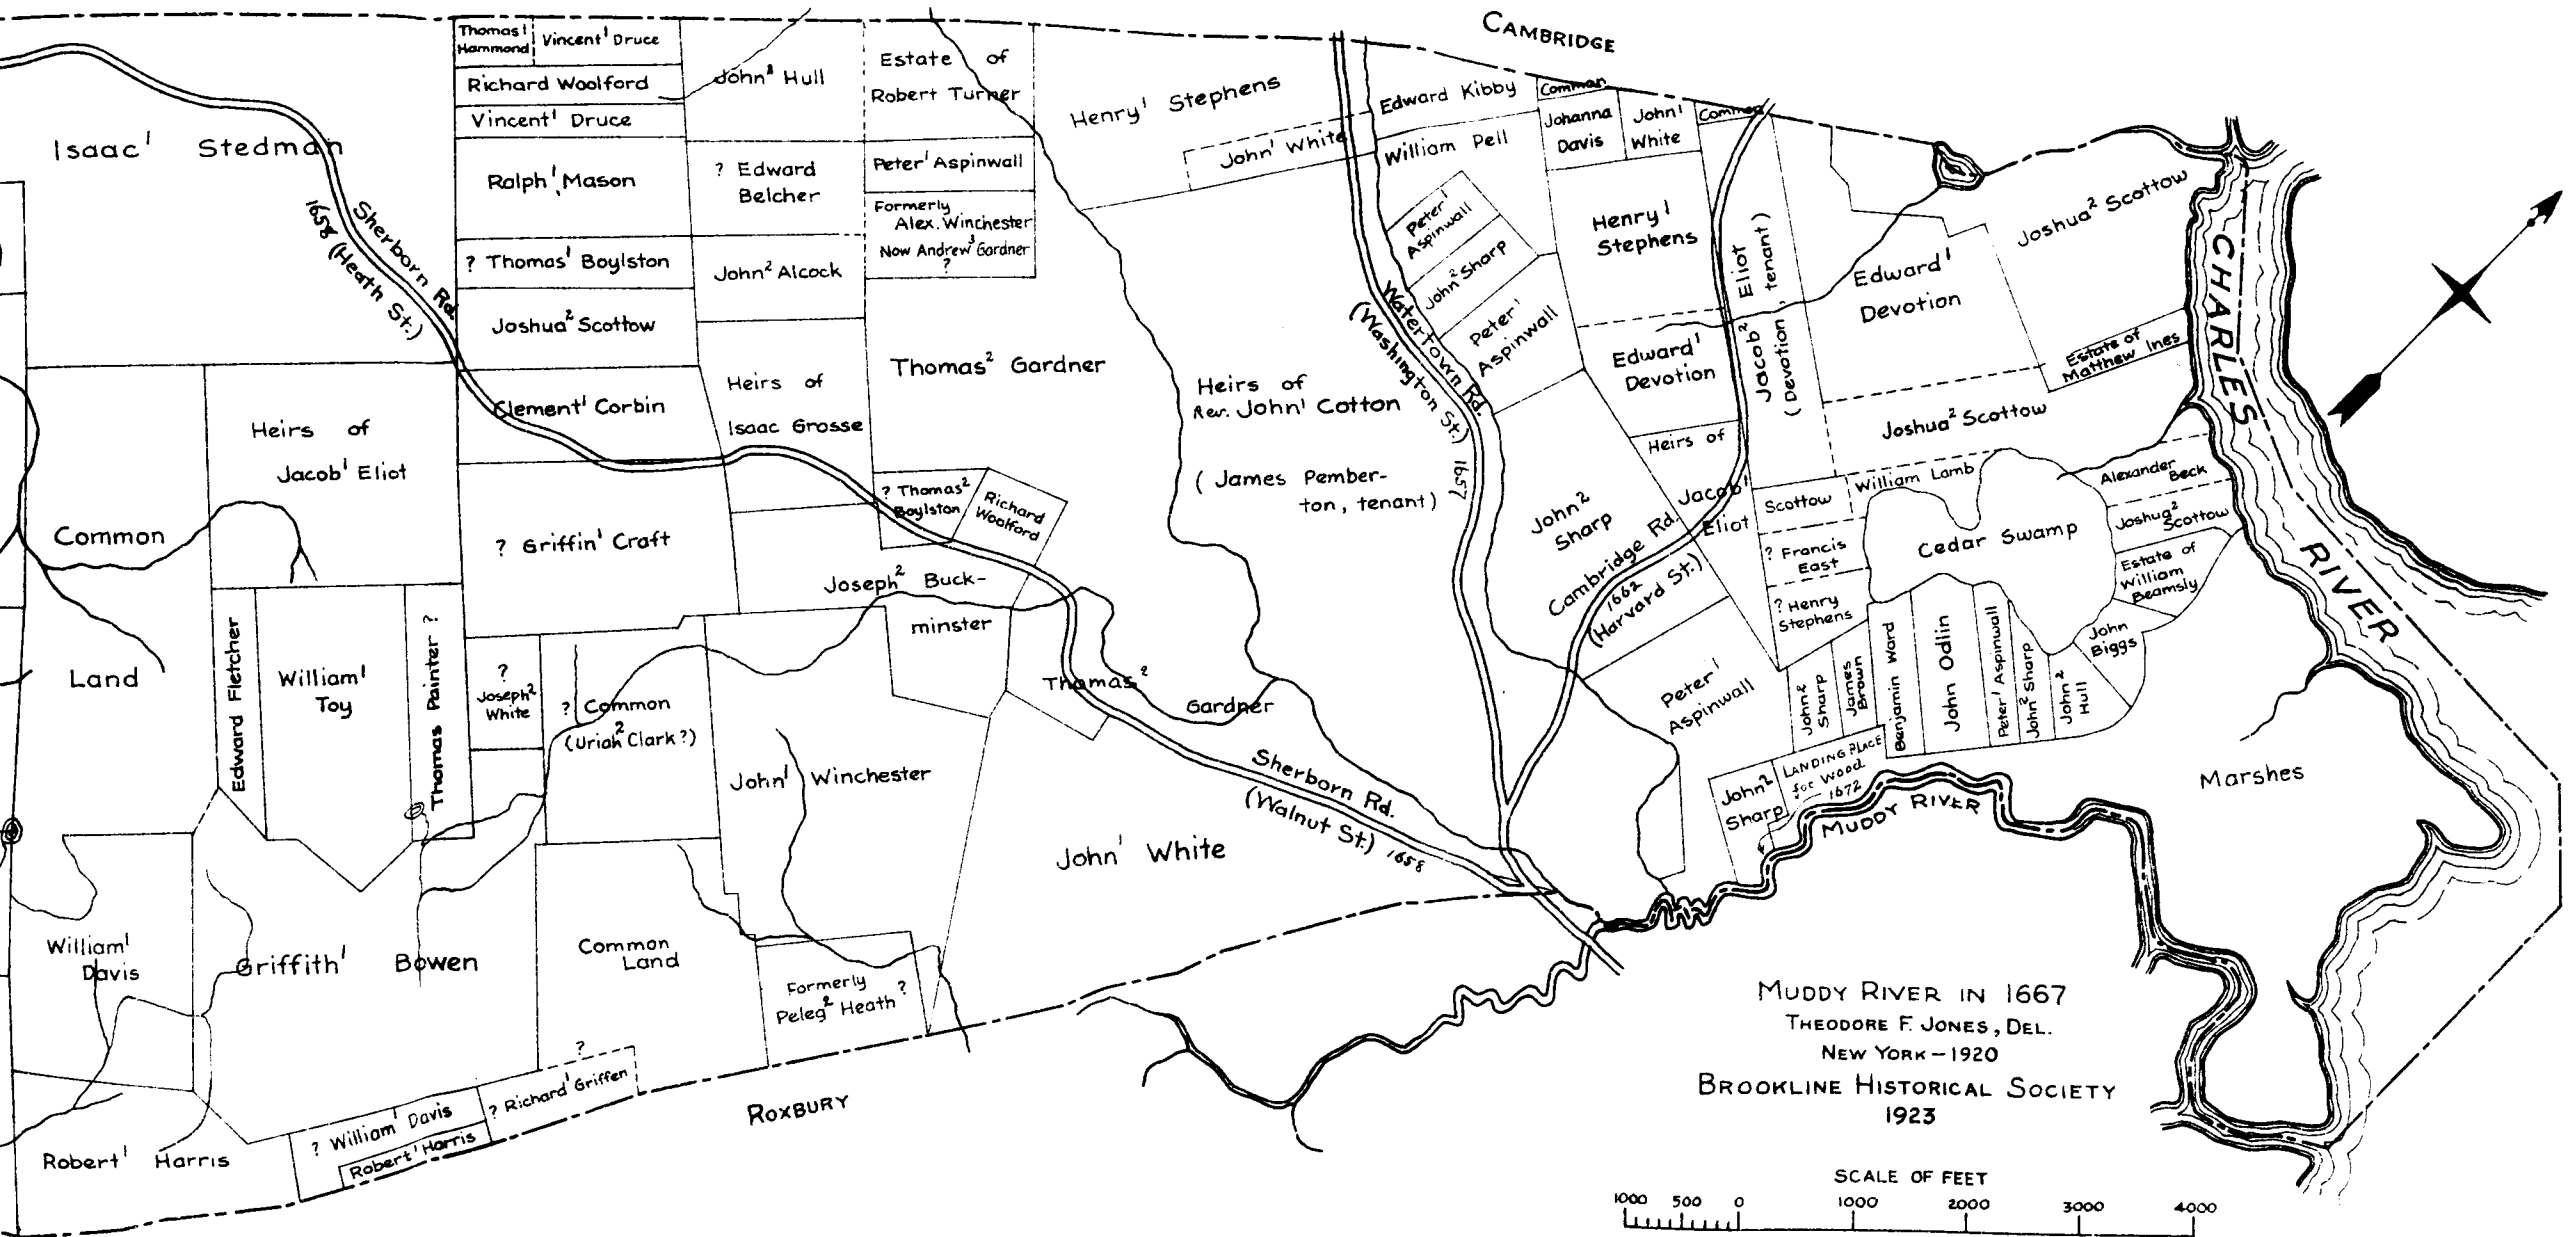 CAMBRIDGE
Thomas¹
Hammond
Vincent¹ Druce
Richard Woolford
Vincent¹ Druce
Ralph¹ Mason
? Thomas¹ Boylston
Joshua² Scottow
Clement¹ Corbin
? Griffin¹ Craft
John² Hull
? Edward
Belcher
John² Alcock
Heirs of
Isaac Grosse
Estate of
Robert Turner
Peter¹ Aspinwall
Formerly
Alex. Winchester
Now Andrew³ Gardner
?
Thomas² Gardner
? Thomas²
Boylston
Richard
Woolford
Joseph² Buck-
minster
Isaac¹ Stedman
Sherborn Rd.
1658 (Heath St.)
Heirs of
Jacob¹ Eliot
Common
Land
Edward Fletcher
William¹
Toy
Thomas Painter ?
?
Joseph²
White
? Common
(Uriah² Clark?)
John¹ Winchester
William¹
Davis
Griffith¹ Bowen
Common
Land
Formerly
Peleg² Heath ?
Robert¹ Harris
? William¹ Davis
Robert¹ Harris
?
? Richard¹ Griffen
ROXBURY
Thomas²
Gardner
John¹ White
Sherborn Rd.
(Walnut St.) 1658
Henry¹ Stephens
John¹ White
Edward Kibby
William Pell
Common
Johanna
Davis
John¹
White
Common
Heirs of
Rev. John¹ Cotton
(James Pember-
ton, tenant)
Watertown Rd.
(Washington St.) 1657
Peter¹
Aspinwall
John² Sharp
Peter¹
Aspinwall
Henry¹
Stephens
Edward¹
Devotion
Heirs of
Jacob¹
Eliot
Jacob² Eliot
(Devotion, tenant)
John²
Sharp
Cambridge Rd.
1662
(Harvard St.)
Peter¹
Aspinwall
Edward¹
Devotion
Joshua² Scottow
Estate of
Matthew Ines
Joshua² Scottow
Scottow
William Lamb
? Francis
East
? Henry
Stephens
Cedar Swamp
Alexander
Beck
Joshua²
Scottow
Estate of
William
Beamsly
John
Biggs
John²
Sharp
James
Brown
Benjamin Ward
John Odlin
Peter¹ Aspinwall
John² Sharp
John²
Hull
John²
Sharp
LANDING PLACE
for Wood
1672
MUDDY RIVER
Marshes
CHARLES
RIVER
MUDDY RIVER IN 1667
THEODORE F. JONES, DEL.
NEW YORK – 1920
BROOKLINE HISTORICAL SOCIETY
1923
SCALE OF FEET
1000 500 0 1000 2000 3000 4000